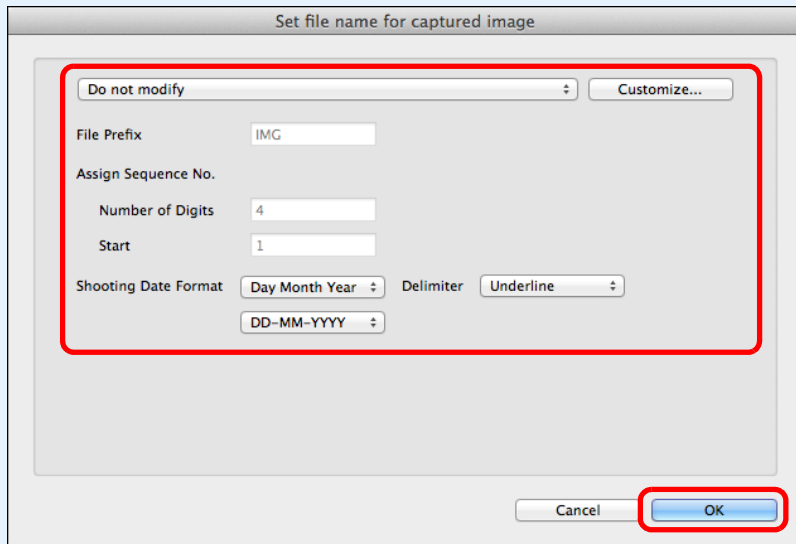 Set file name for captured image
Do not modify Customize...
File Prefix IMG
Assign Sequence No.
Number of Digits 4
Start 1
Shooting Date Format Day Month Year Delimiter Underline
DD-MM-YYYY
Cancel OK